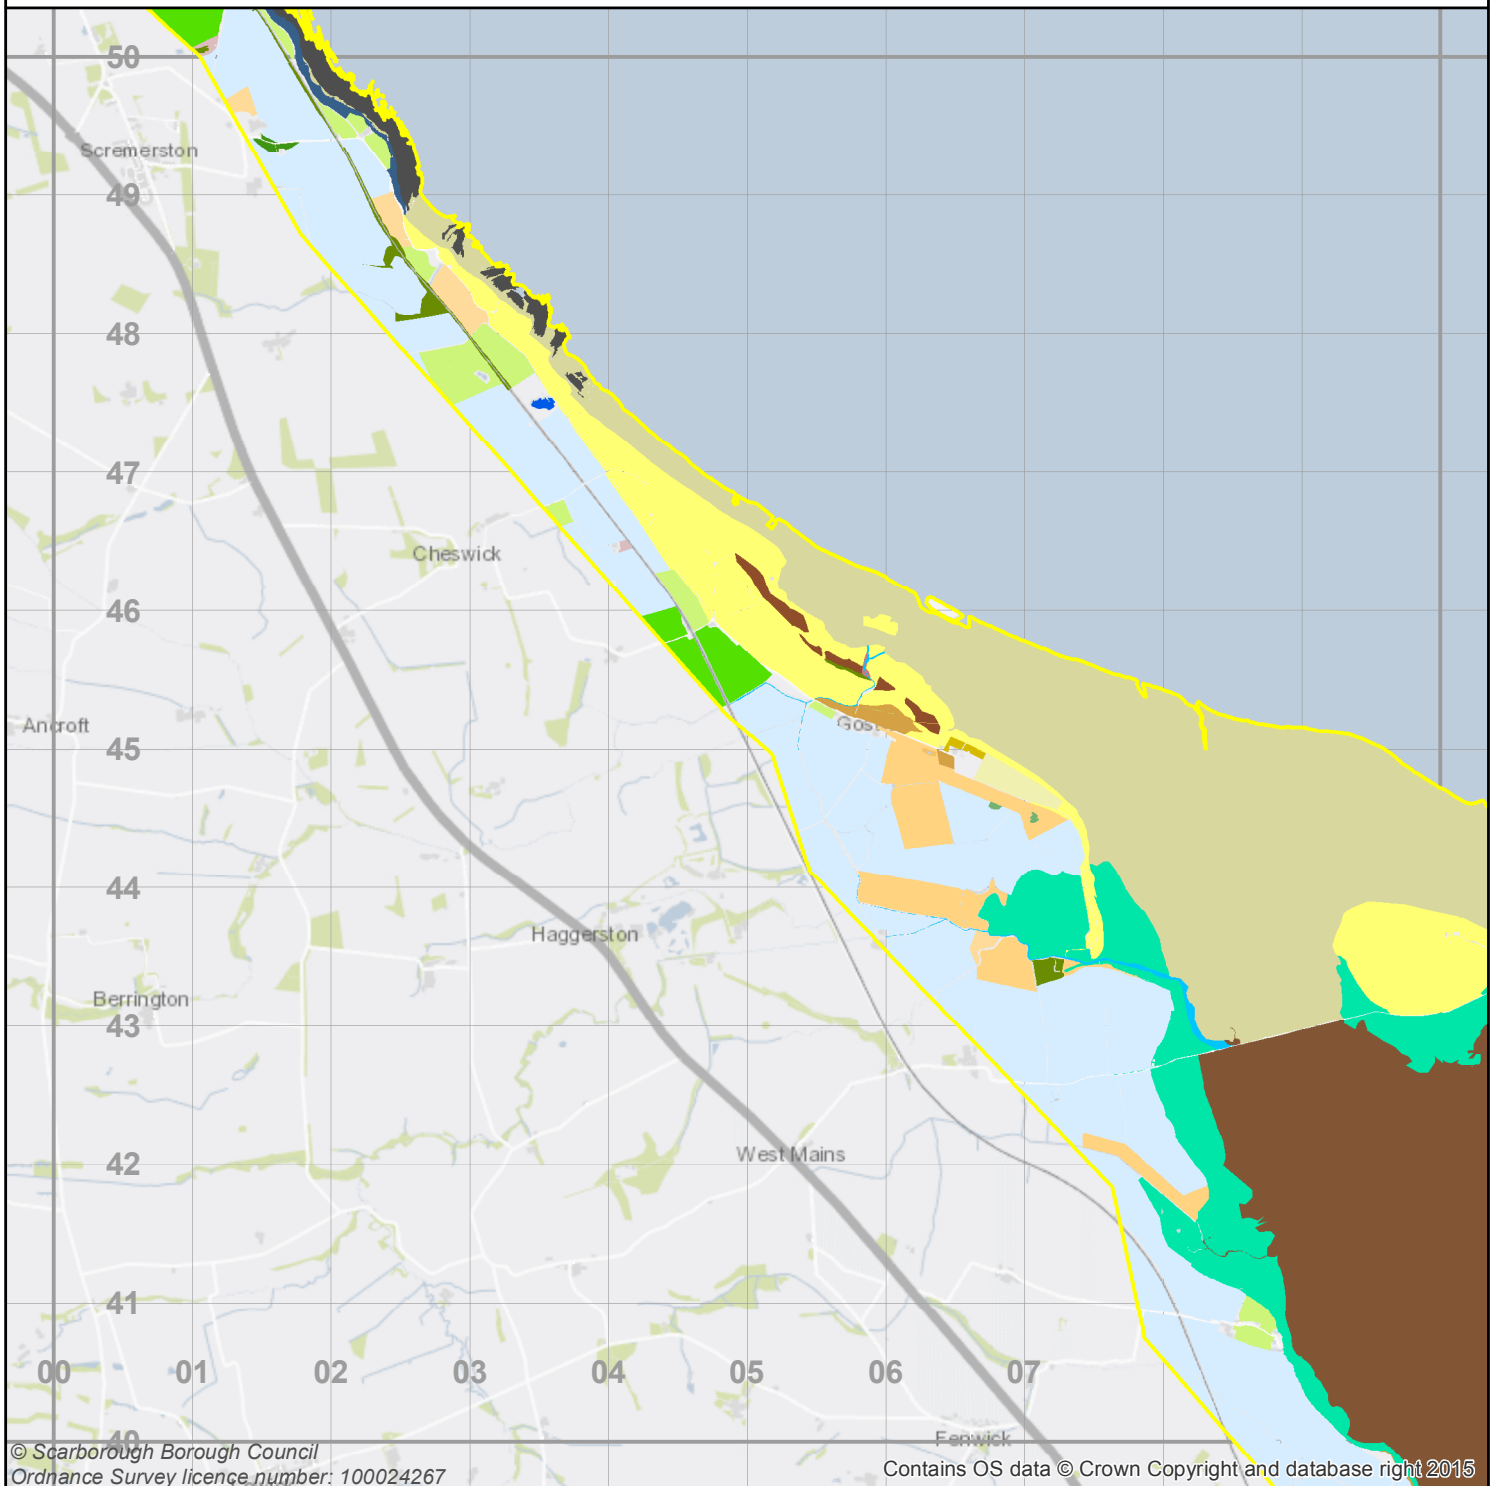 50
Scremerston
49
48
47
Cheswick
46
Ancroft
45
44
Haggerston
Berrington
43
West Mains
42
41
00 01 02 03 04 05 06 07
40
Fenwick
© Scarborough Borough Council
Ordnance Survey licence number: 100024267
Contains OS data © Crown Copyright and database right 2015